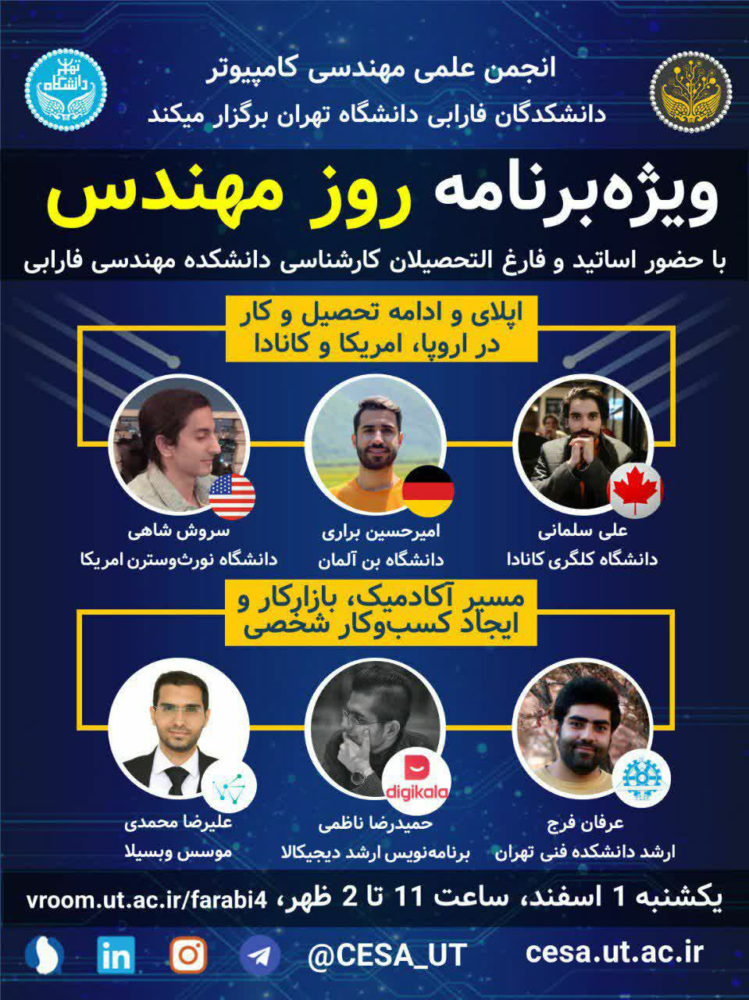 انجمن علمی مهندسی کامپیوتر
دانشکدگان فارابی دانشگاه تهران برگزار میکند
دانشگاه تهران
ویژه‌برنامه روز مهندس
با حضور اساتید و فارغ التحصیلان کارشناسی دانشکده مهندسی فارابی
اپلای و ادامه تحصیل و کار
در اروپا، امریکا و کانادا
علی سلمانی
دانشگاه کلگری کانادا
امیرحسین براری
دانشگاه بن آلمان
سروش شاهی
دانشگاه نورث‌وسترن امریکا
مسیر آکادمیک، بازارکار و
ایجاد کسب‌وکار شخصی
digikala
عرفان فرج
ارشد دانشکده فنی تهران
حمیدرضا ناظمی
برنامه‌نویس ارشد دیجیکالا
علیرضا محمدی
موسس وبسیلا
یکشنبه 1 اسفند، ساعت 11 تا 2 ظهر، vroom.ut.ac.ir/farabi4
in
@CESA_UT
cesa.ut.ac.ir